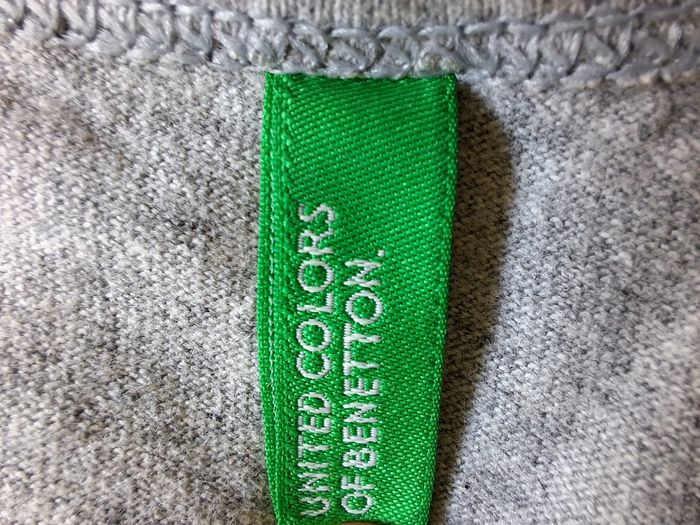 UNITED COLORS
OF BENETTON.